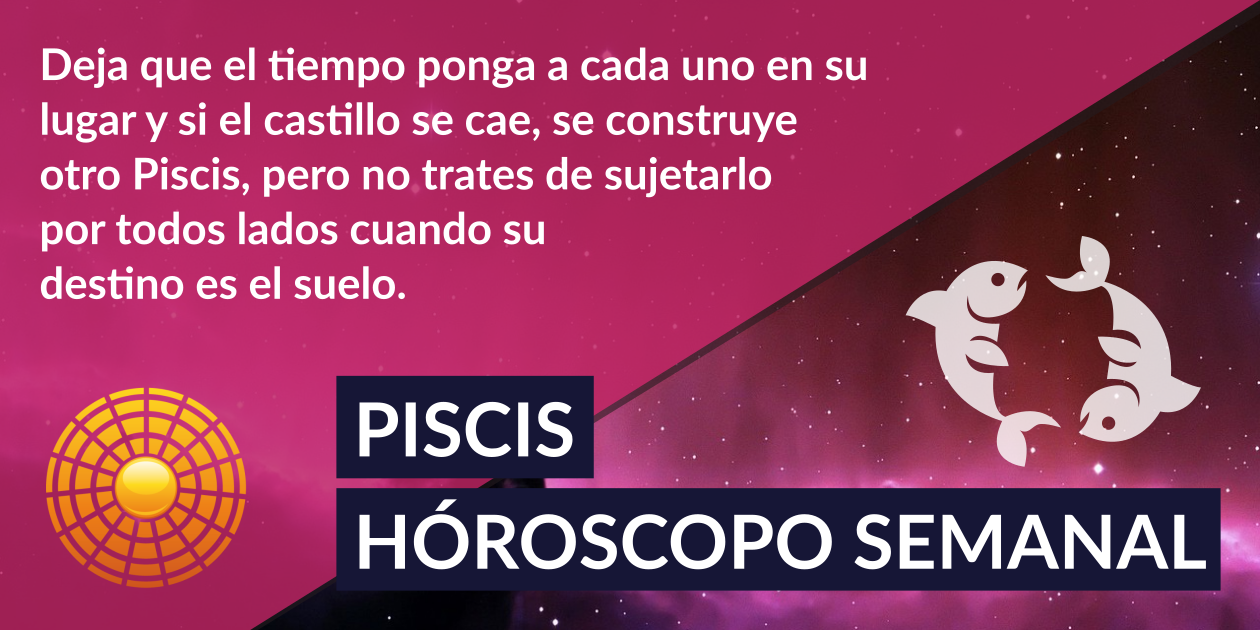 Deja que el tiempo ponga a cada uno en su
lugar y si el castillo se cae, se construye
otro Piscis, pero no trates de sujetarlo
por todos lados cuando su
destino es el suelo.
PISCIS
HÓROSCOPO SEMANAL